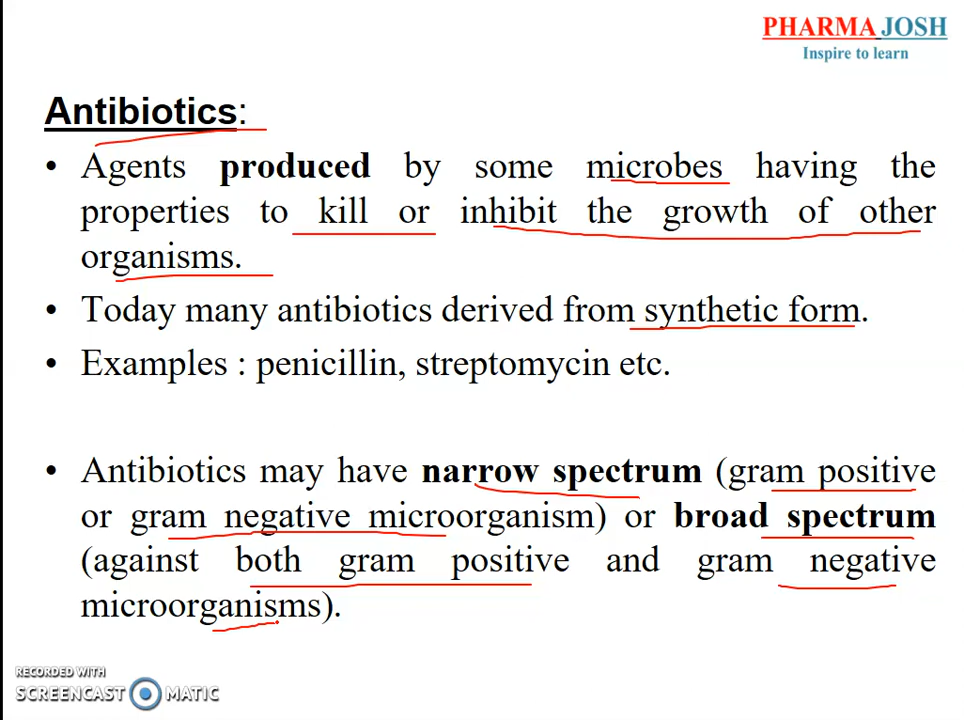 PHARMA JOSH
Inspire to learn
Antibiotics:
• Agents produced by some microbes having the
properties to kill or inhibit the growth of other
organisms.
• Today many antibiotics derived from synthetic form.
• Examples : penicillin, streptomycin etc.
• Antibiotics may have narrow spectrum (gram positive
or gram negative microorganism) or broad spectrum
(against both gram positive and gram negative
microorganisms).
RECORDED WITH
SCREENCAST MATIC